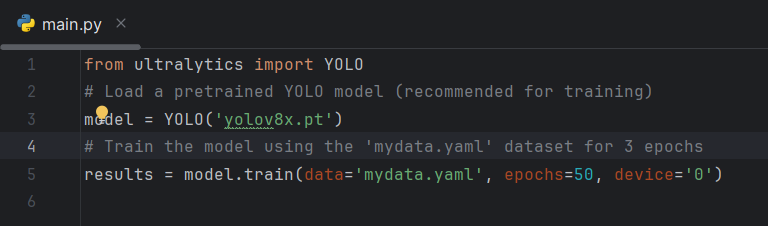 main.py
1 from ultralytics import YOLO
2 # Load a pretrained YOLO model (recommended for training)
3 model = YOLO('yolov8x.pt')
4 # Train the model using the 'mydata.yaml' dataset for 3 epochs
5 results = model.train(data='mydata.yaml', epochs=50, device='0')
6